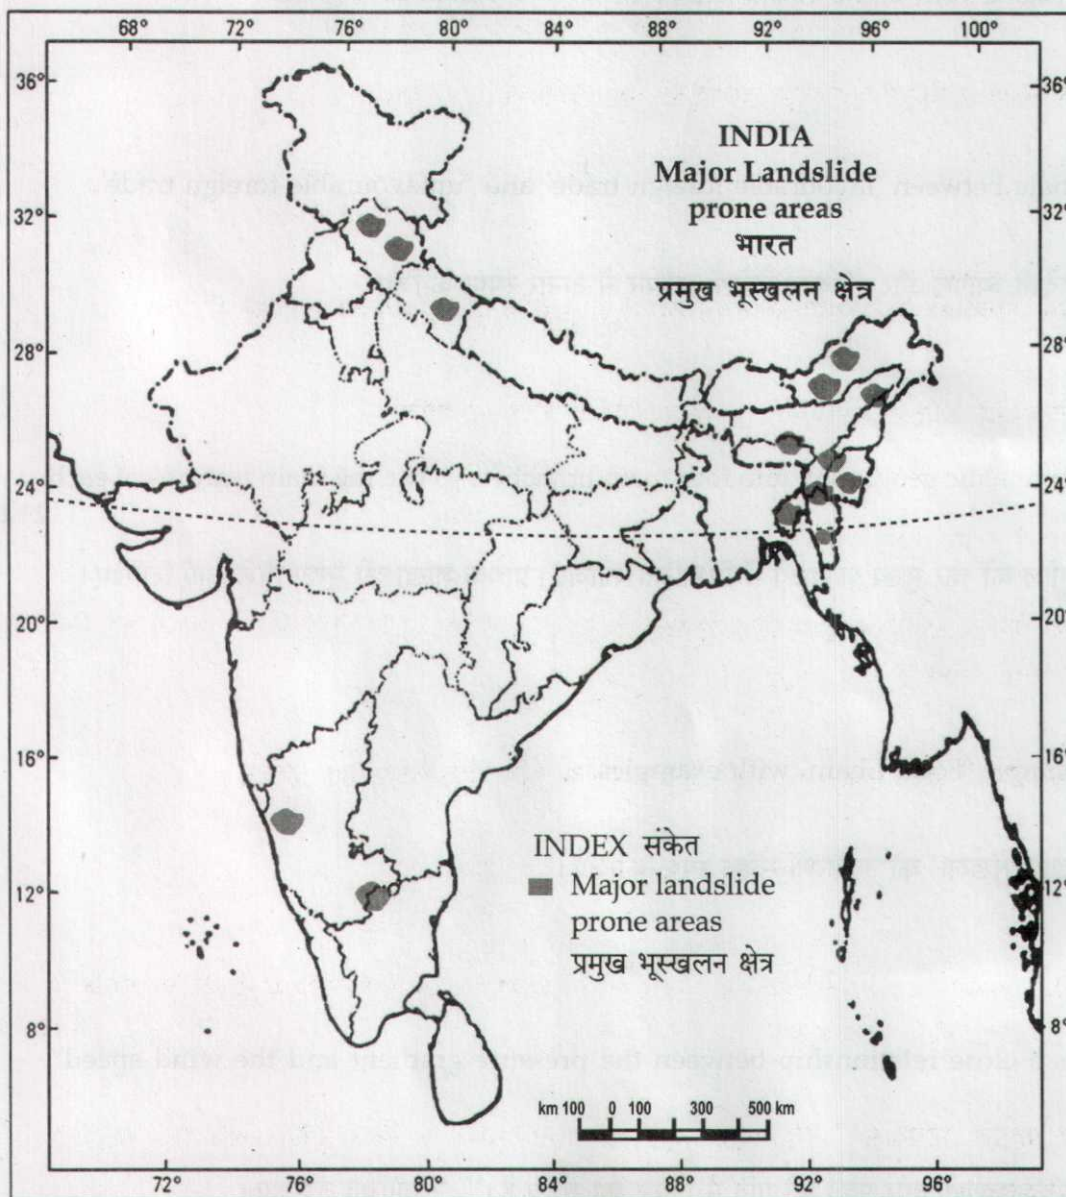 68° 72° 76° 80° 92° 96° 100°
36° 36°
INDIA
Major Landslide
prone areas
भारत
प्रमुख भूस्खलन क्षेत्र
32° 32°
28° 28°
24° 24°
20° 20°
16° 16°
INDEX संकेत
Major landslide
prone areas
प्रमुख भूस्खलन क्षेत्र
12° 12°
8° 8°
km 100 0 100 300 500 km
72° 76° 80° 84° 88° 92° 96°